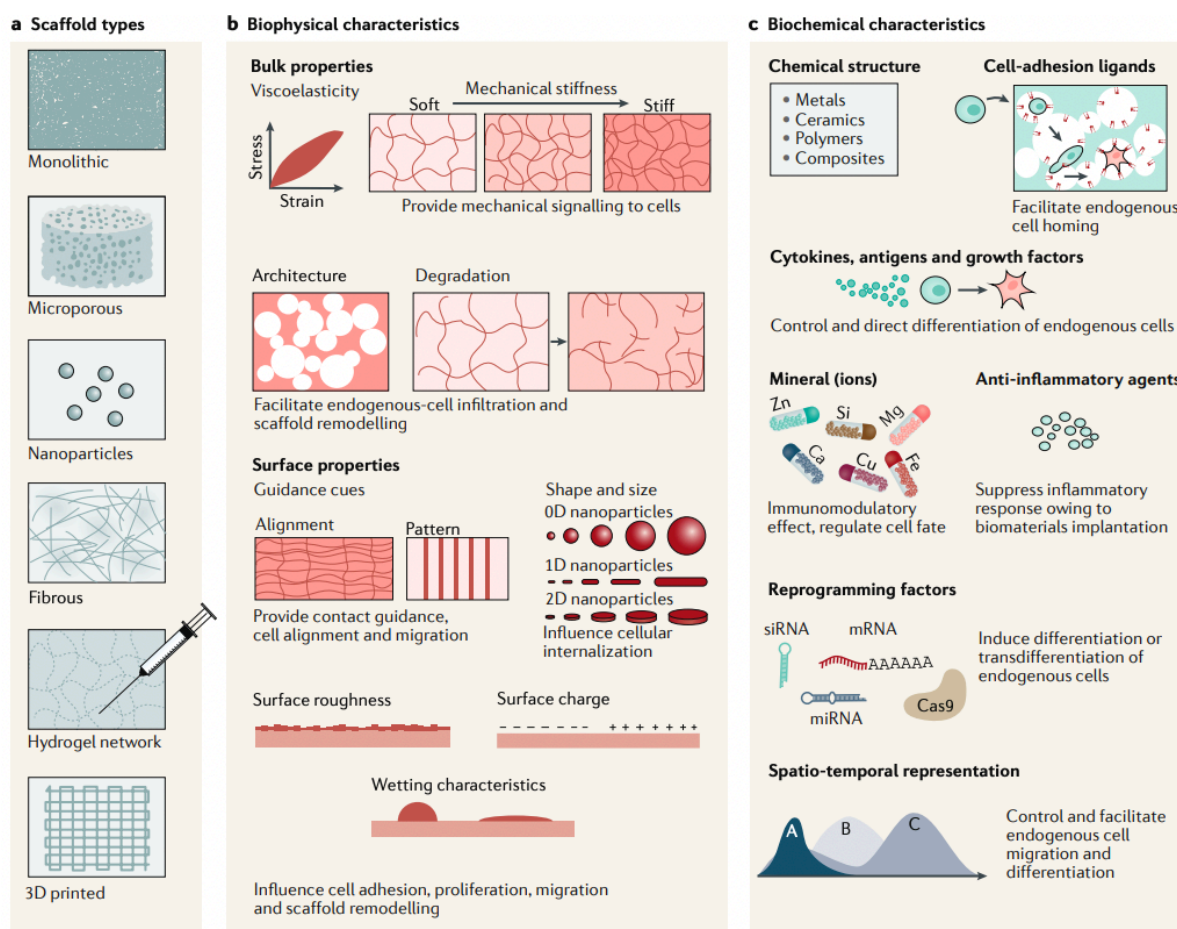 a Scaffold types
Monolithic
Microporous
Nanoparticles
Fibrous
Hydrogel network
3D printed
b Biophysical characteristics
Bulk properties
Viscoelasticity
Stress
Strain
Mechanical stiffness
Soft
Stiff
Provide mechanical signalling to cells
Architecture
Degradation
Facilitate endogenous-cell infiltration and
scaffold remodelling
Surface properties
Guidance cues
Alignment
Pattern
Provide contact guidance,
cell alignment and migration
Shape and size
0D nanoparticles
1D nanoparticles
2D nanoparticles
Influence cellular
internalization
Surface roughness
Surface charge
− − − − − − − + + + + + + +
Wetting characteristics
Influence cell adhesion, proliferation, migration
and scaffold remodelling
c Biochemical characteristics
Chemical structure
• Metals
• Ceramics
• Polymers
• Composites
Cell-adhesion ligands
Facilitate endogenous
cell homing
Cytokines, antigens and growth factors
Control and direct differentiation of endogenous cells
Mineral (ions)
Zn
Si
Mg
Ca
Cu
Fe
Immunomodulatory
effect, regulate cell fate
Anti-inflammatory agents
Suppress inflammatory
response owing to
biomaterials implantation
Reprogramming factors
siRNA
mRNA
AAAAAA
miRNA
Cas9
Induce differentiation or
transdifferentiation of
endogenous cells
Spatio-temporal representation
A
B
C
Control and facilitate
endogenous cell
migration and
differentiation